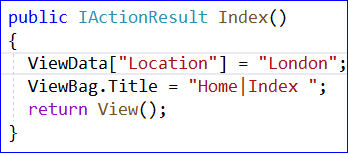 public IActionResult Index()
{
ViewData["Location"] = "London";
ViewBag.Title = "Home|Index ";
return View();
}